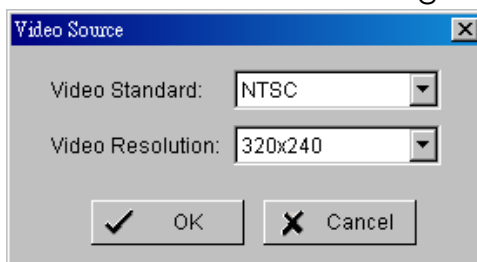 Video Source
Video Standard: NTSC
Video Resolution: 320x240
OK Cancel